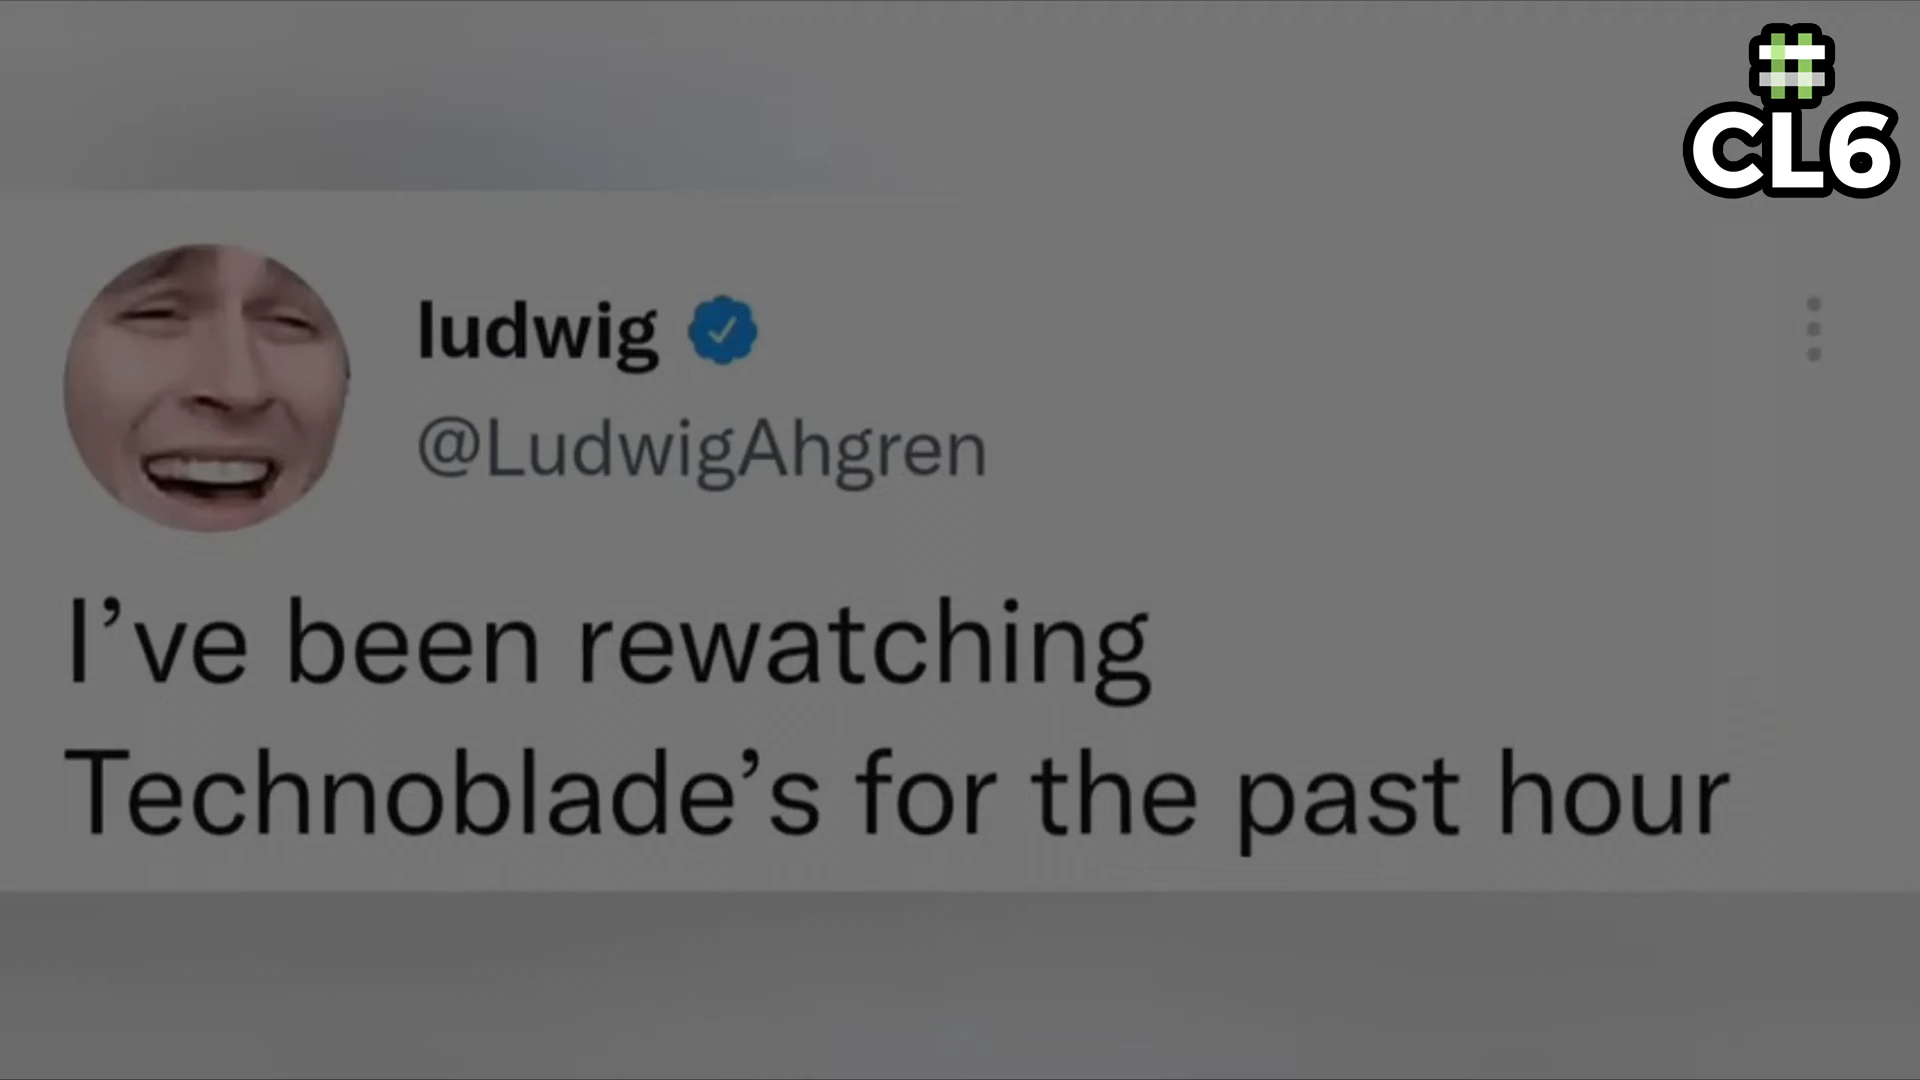 #
CL6
ludwig
@LudwigAhgren
I’ve been rewatching
Technoblade’s for the past hour